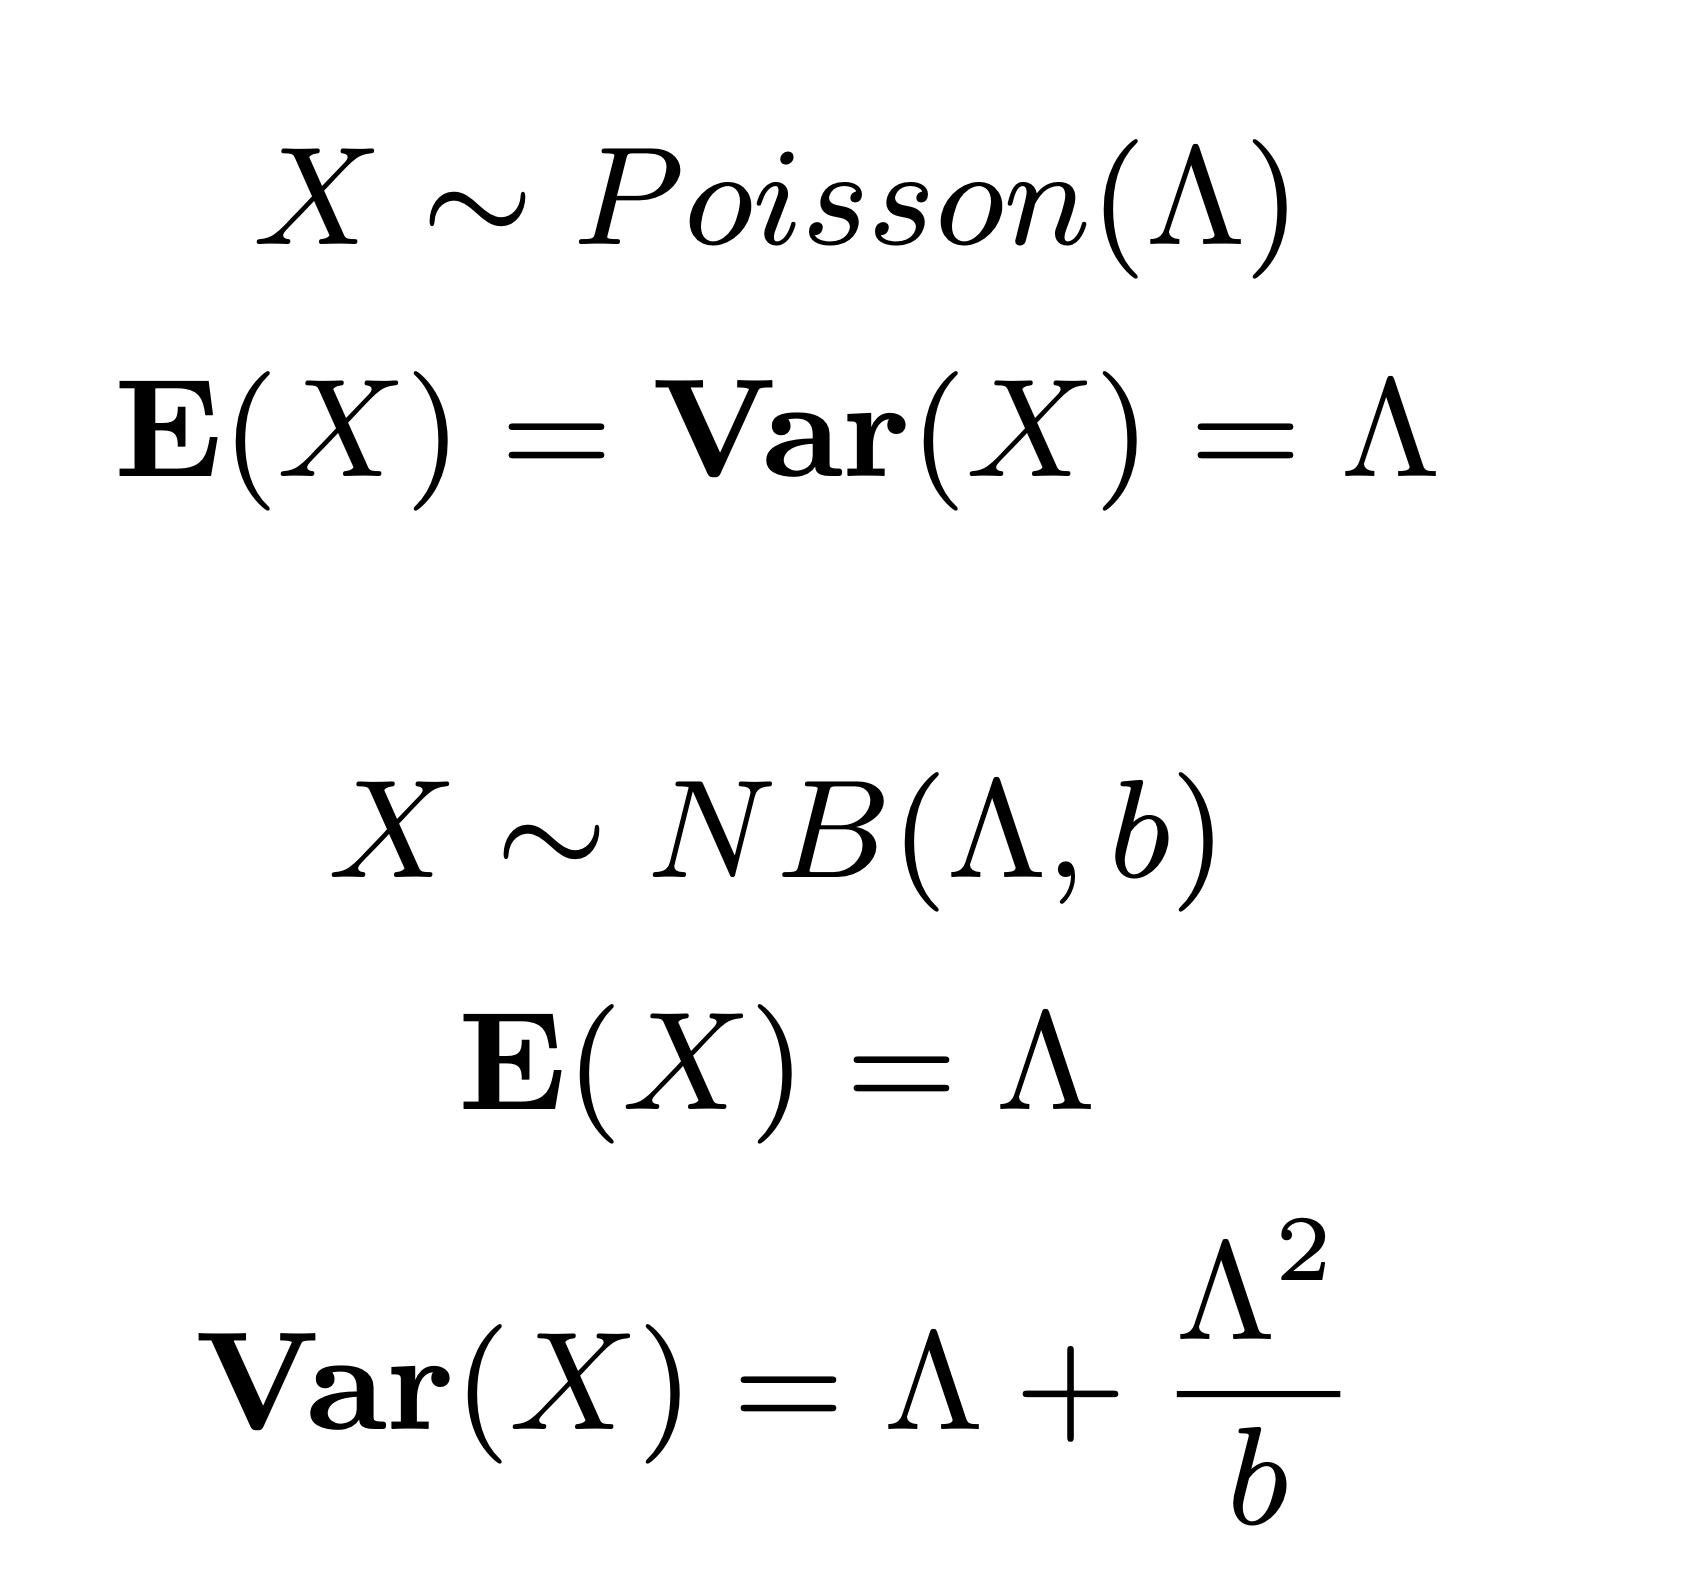 X ∼ Poisson(Λ)
E(X) = Var(X) = Λ
X ∼ NB(Λ, b)
E(X) = Λ
Var(X) = Λ + Λ²/b